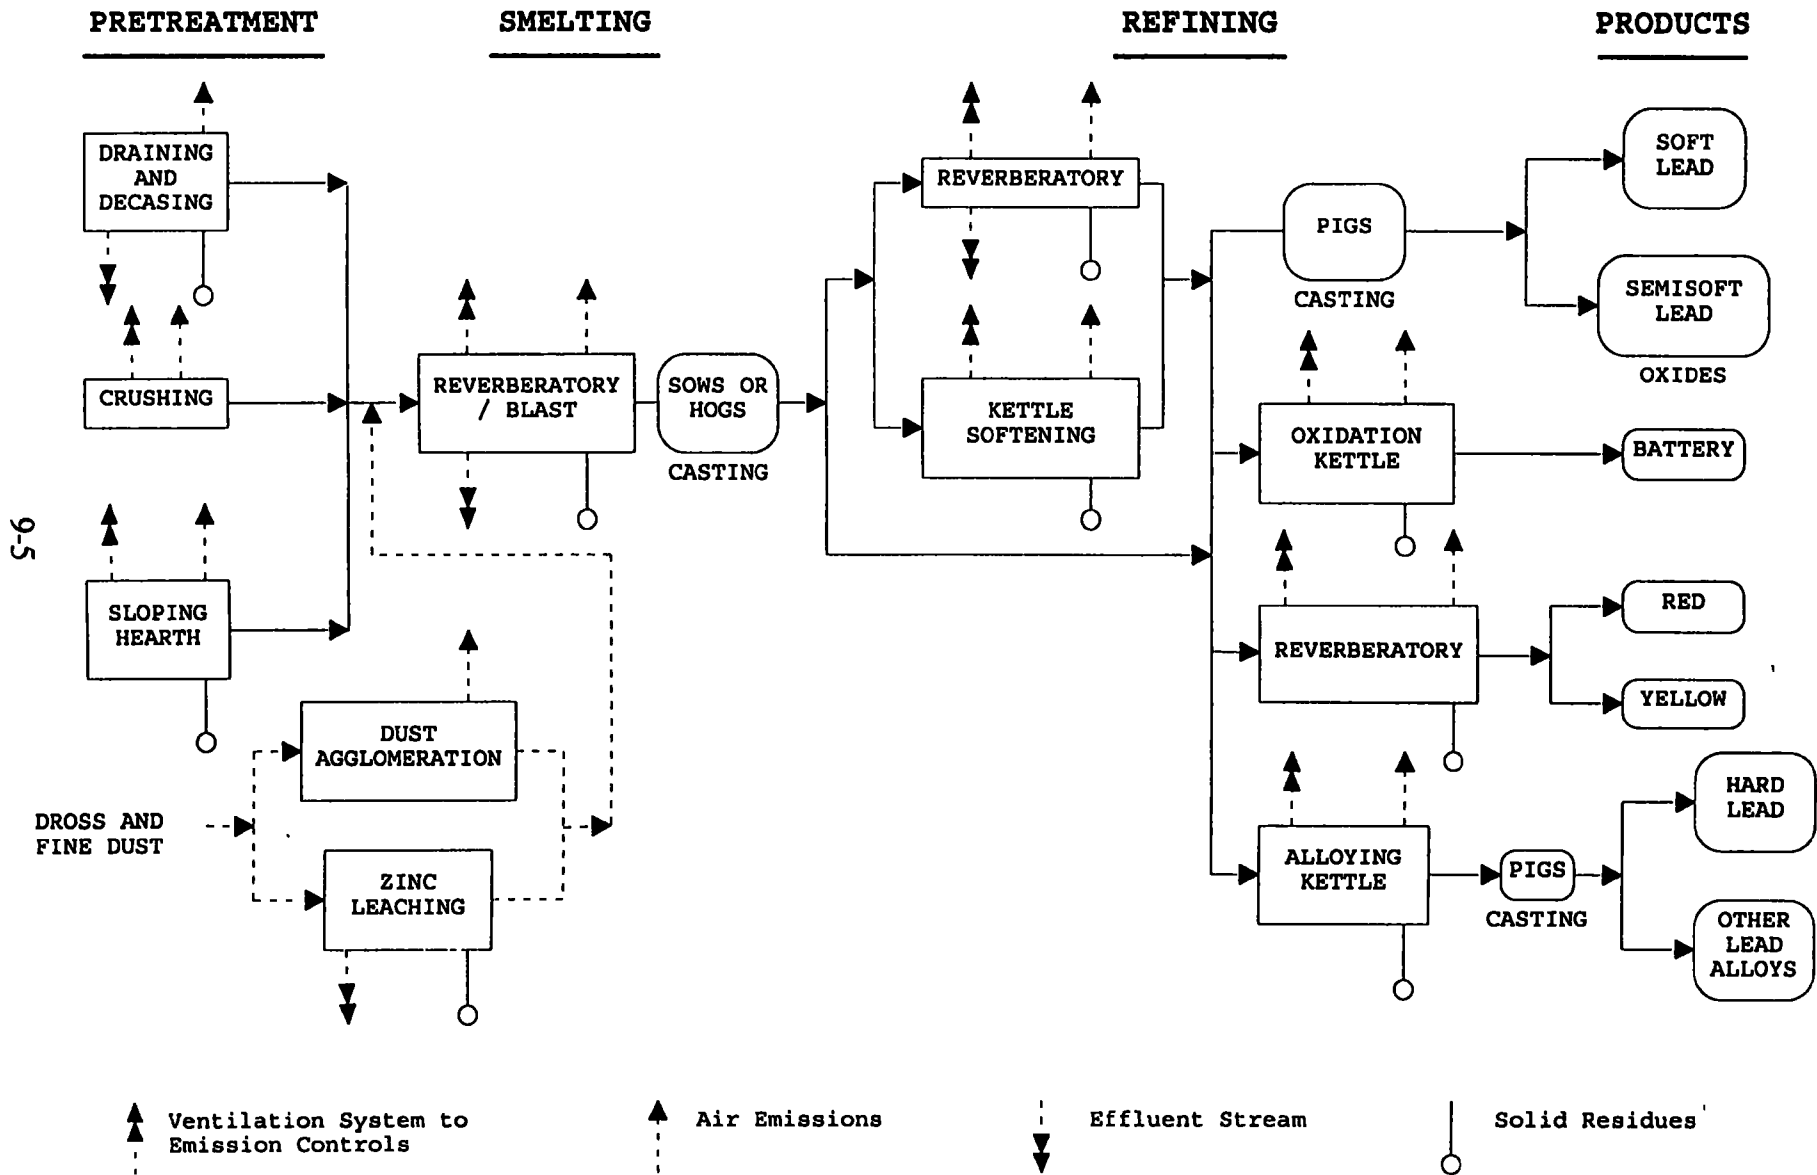 PRETREATMENT
SMELTING
REFINING
PRODUCTS
DRAINING
AND
DECASING
CRUSHING
SLOPING
HEARTH
DUST
AGGLOMERATION
DROSS AND
FINE DUST
ZINC
LEACHING
REVERBERATORY
/ BLAST
SOWS OR
HOGS
CASTING
REVERBERATORY
KETTLE
SOFTENING
PIGS
CASTING
OXIDATION
KETTLE
REVERBERATORY
ALLOYING
KETTLE
PIGS
CASTING
SOFT
LEAD
SEMISOFT
LEAD
OXIDES
BATTERY
RED
YELLOW
HARD
LEAD
OTHER
LEAD
ALLOYS
9-5
Ventilation System to
Emission Controls
Air Emissions
Effluent Stream
Solid Residues